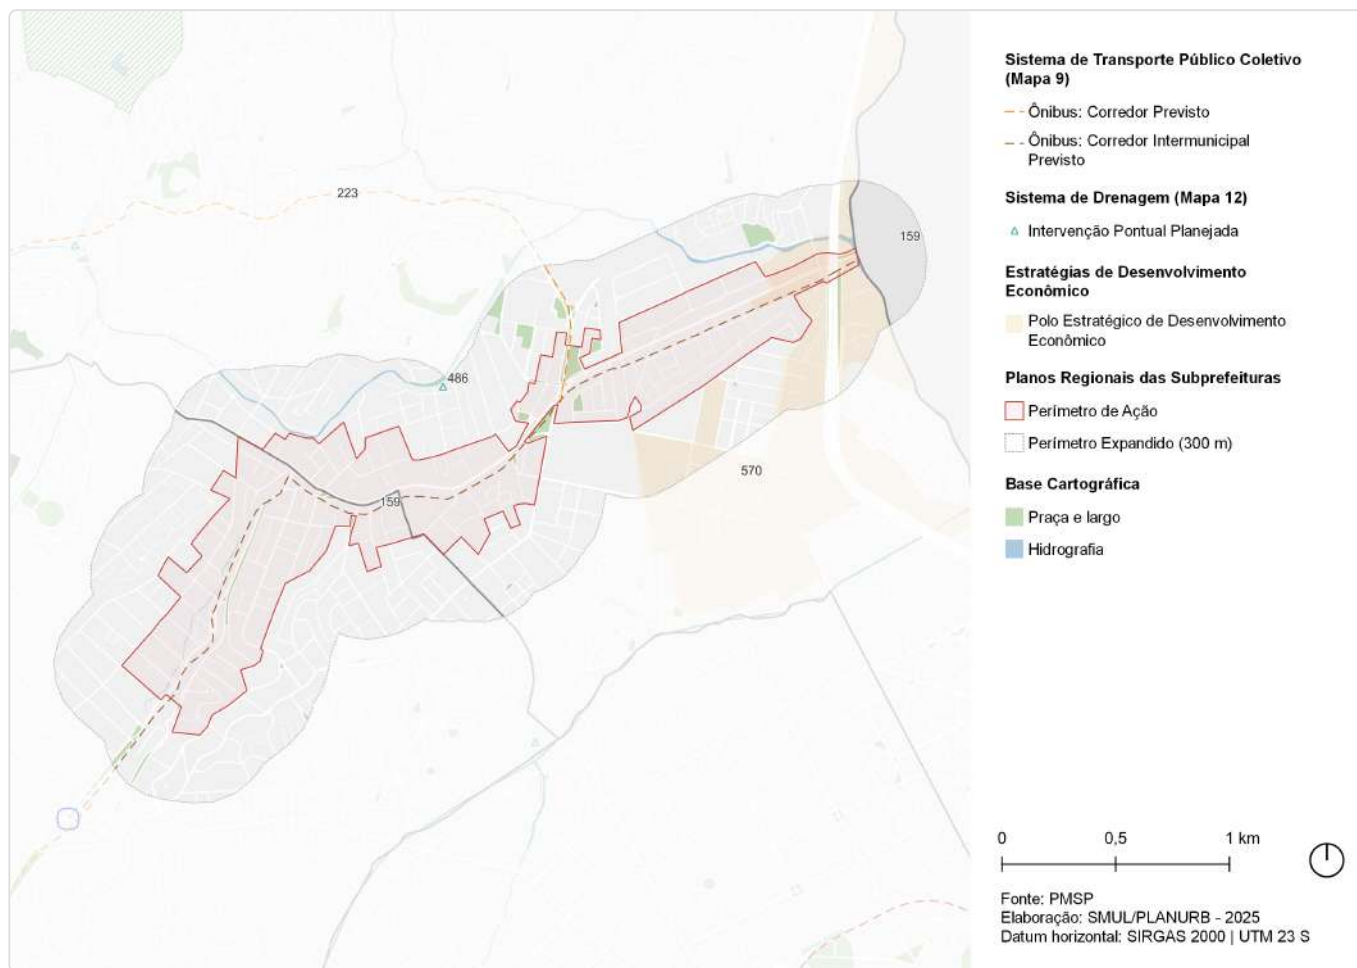 223
159
486
159
570
Sistema de Transporte Público Coletivo
(Mapa 9)
Ônibus: Corredor Previsto
Ônibus: Corredor Intermunicipal
Previsto
Sistema de Drenagem (Mapa 12)
Intervenção Pontual Planejada
Estratégias de Desenvolvimento
Econômico
Polo Estratégico de Desenvolvimento
Econômico
Planos Regionais das Subprefeituras
Perímetro de Ação
Perímetro Expandido (300 m)
Base Cartográfica
Praça e largo
Hidrografia
0 0,5 1 km
Fonte: PMSP
Elaboração: SMUL/PLANURB - 2025
Datum horizontal: SIRGAS 2000 | UTM 23 S